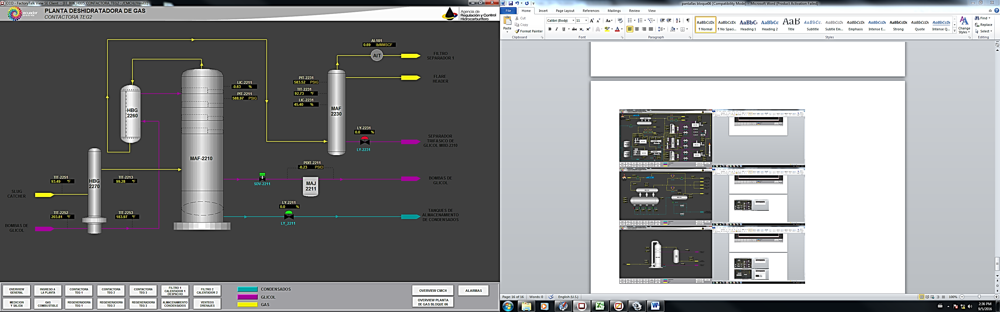 CCO - FactoryTalk View SE Client - [EE_B06_H005_CONTACTORA_TEG2 - /CMCH//HmiEE]
ecuador
ama la vida
PLANTA DESHIDRATADORA DE GAS
CONTACTORA TEG2
Agencia de
Regulación y Control
Hidrocarburífero
AI-101
0.69 lb/MMSCF
AIT
FILTRO
SEPARADOR 1
FLARE
HEADER
PIT-2231
583.52 PSIG
TIT-2231
92.73 ºF
LIC-2231
45.40 %
MAF
2230
LIC-2211
-0.63 %
PIT-2211
588.97 PSIG
HBG
2260
LY-2231
0.0 %
LY-2231
SEPARADOR
TRIFASICO DE
GLICOL MBD-2310
MAF-2210
PDIT-2211
-0.23 PSID
SDV-2211
MAJ
2211
BOMBAS DE
GLICOL
TIT-2251
93.49 ºF
HBG
2270
TIT-2213
99.28 ºF
SLUG
CATCHER
LY-2211
0.0 %
LY_2211
TANQUES DE
ALMACENAMIENTO
DE CONDENSADOS
TIT-2252
203.81 ºF
TIT-2253
183.97 ºF
BOMBAS DE
GLICOL
OVERVIEW
GENERAL
INGRESO A
LA PLANTA
CONTACTORA
TEG 1
CONTACTORA
TEG 2
CONTACTORA
TEG 3
FILTRO 1
CALENTADOR 1
DESPACHO
FILTRO 2
CALENTADOR 2
MEDICION
Y SALIDA
GAS
COMBUSTIBLE
REGENERADORA
TEG 1
REGENERADORA
TEG 2
REGENERADORA
TEG 3
ALMACENAMIENTO
CONDENSADOS
VENTEOS
DRENAJES
CONDENSADOS
GLICOL
GAS
OVERVIEW CMCH
ALARMAS
OVERVIEW PLANTA
DE GAS BLOQUE 06
pantallas bloque06 [Compatibility Mode] - Microsoft Word (Product Activation Failed)
File Home Insert Page Layout References Mailings Review View
Paste
Cut
Copy
Format Painter
Clipboard
Calibri (Body) 11
Font
Paragraph
AaBbCcDc
¶ Normal
AaBbCcDc
¶ No Spaci...
AaBbCc
Heading 1
AaBbCc
Heading 2
AaB
Title
AaBbCc.
Subtitle
AaBbCcDc
Subtle Em...
AaBbCcDc
Emphasis
AaBbCcDc
Intense E...
AaBbCcDc
Strong
AaBbCcDc
Quote
AaBbCcDc
Intense Q...
Change
Styles
Styles
Find
Replace
Select
Editing
Page: 16 of 16 Words: 0 English (U.S.) 100%
2:36 PM
9/5/2016